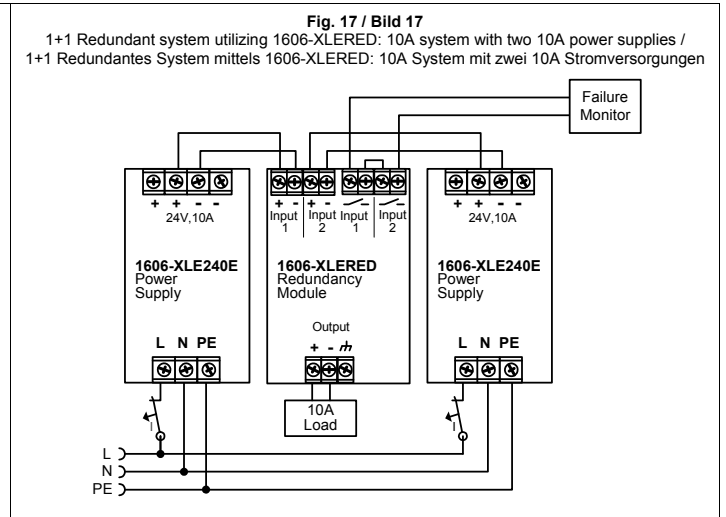 Fig. 17 / Bild 17
1+1 Redundant system utilizing 1606-XLERED: 10A system with two 10A power supplies /
1+1 Redundantes System mittels 1606-XLERED: 10A System mit zwei 10A Stromversorgungen
Failure
Monitor
+ + - -
24V,10A
1606-XLE240E
Power
Supply
L N PE
I
+ - + -
Input Input Input Input
1 2 1 2
1606-XLERED
Redundancy
Module
Output
+ -
10A
Load
+ + - -
24V,10A
1606-XLE240E
Power
Supply
L N PE
I
L
N
PE